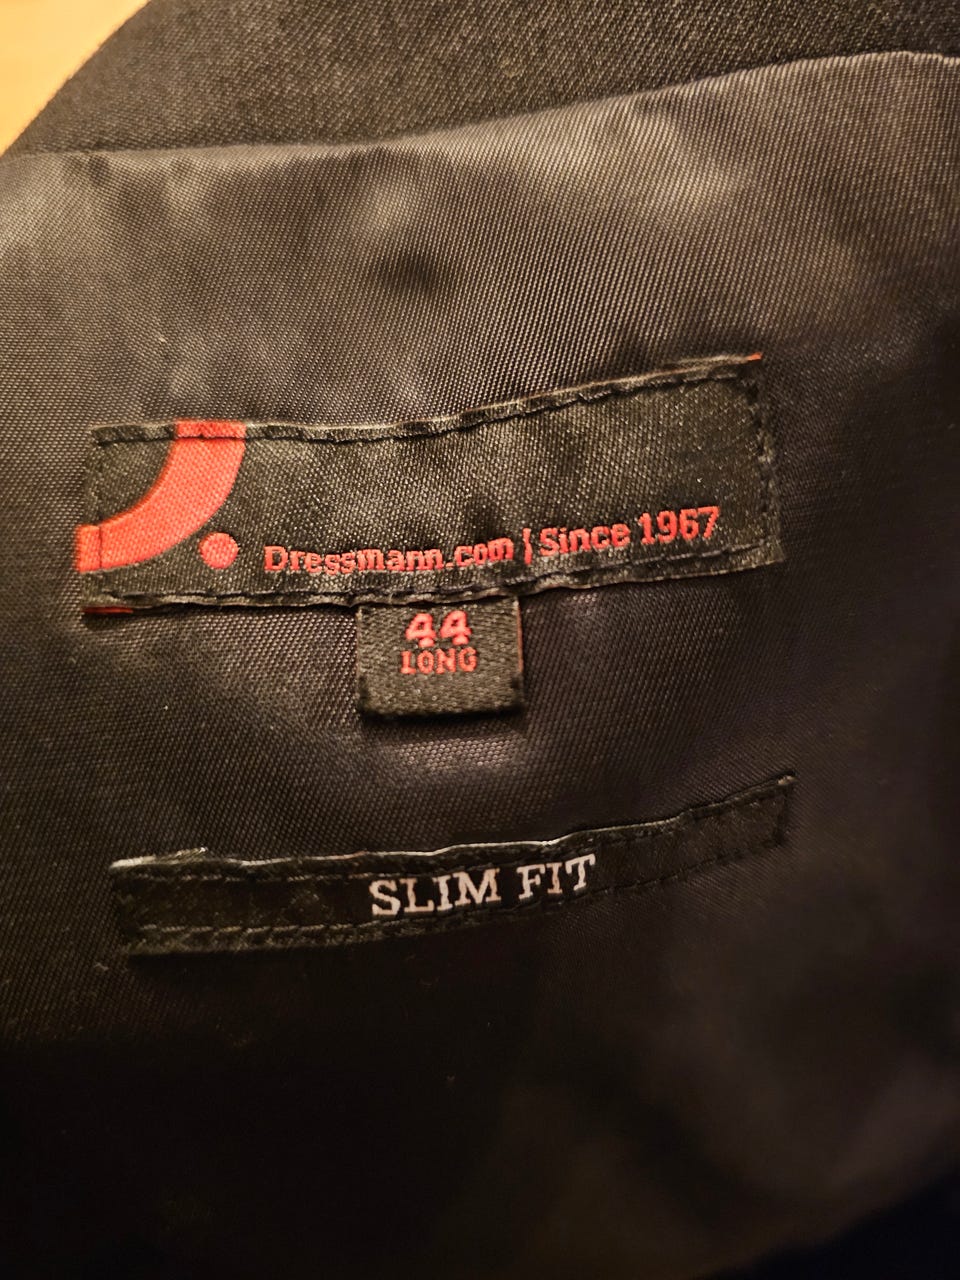 Dressmann.com | Since 1967
44
LONG
SLIM FIT